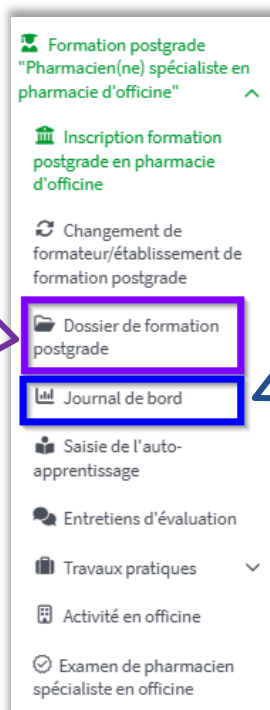 Formation postgrade
"Pharmacien(ne) spécialiste en
pharmacie d'officine"
Inscription formation
postgrade en pharmacie
d'officine
Changement de
formateur/établissement de
formation postgrade
Dossier de formation
postgrade
Journal de bord
Saisie de l'auto-
apprentissage
Entretiens d'évaluation
Travaux pratiques
Activité en officine
Examen de pharmacien
spécialiste en officine